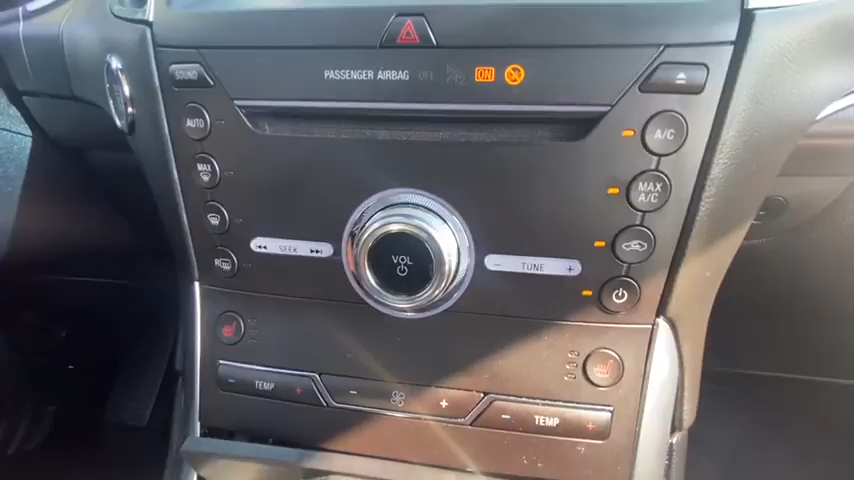 SOUND
PASSENGER AIRBAG OFF ON
AUTO
A/C
MAX
MAX A/C
SEEK
VOL
TUNE
R
TEMP
TEMP